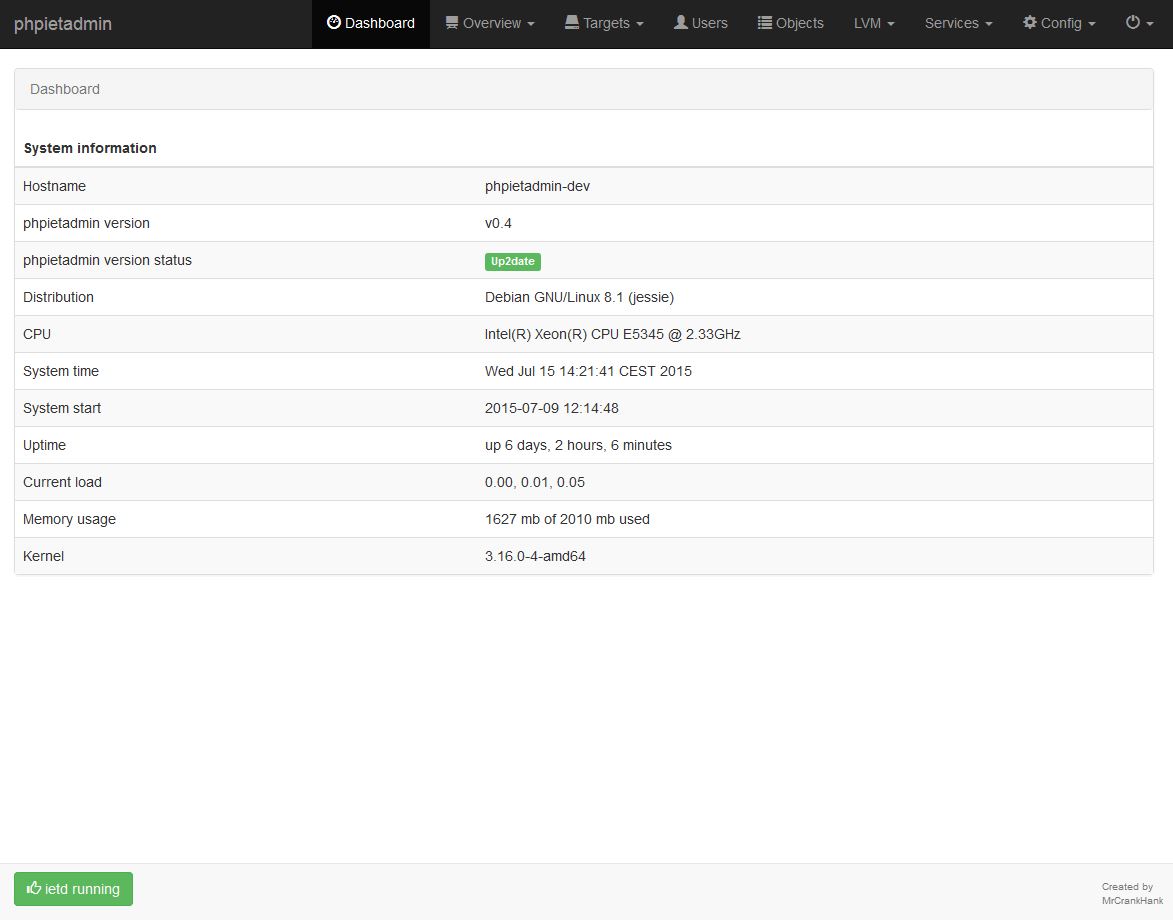 phpietadmin Dashboard Overview Targets Users Objects LVM Services Config
Dashboard
System information
Hostname phpietadmin-dev
phpietadmin version v0.4
phpietadmin version status Up2date
Distribution Debian GNU/Linux 8.1 (jessie)
CPU Intel(R) Xeon(R) CPU E5345 @ 2.33GHz
System time Wed Jul 15 14:21:41 CEST 2015
System start 2015-07-09 12:14:48
Uptime up 6 days, 2 hours, 6 minutes
Current load 0.00, 0.01, 0.05
Memory usage 1627 mb of 2010 mb used
Kernel 3.16.0-4-amd64
ietd running
Created by
MrCrankHank